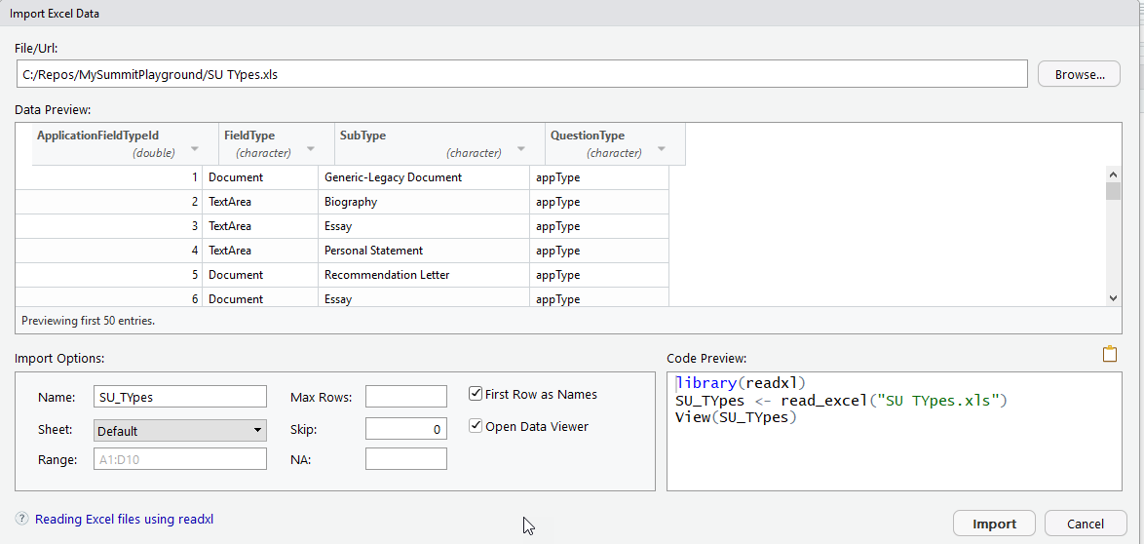 Import Excel Data
File/Url:
C:/Repos/MySummitPlayground/SU TYpes.xls
Browse...
Data Preview:
ApplicationFieldTypeId FieldType SubType QuestionType
(double) (character) (character) (character)
1 Document Generic-Legacy Document appType
2 TextArea Biography appType
3 TextArea Essay appType
4 TextArea Personal Statement appType
5 Document Recommendation Letter appType
6 Document Essay appType
Previewing first 50 entries.
Import Options:
Name: SU_TYpes Max Rows: First Row as Names
Sheet: Default Skip: 0 Open Data Viewer
Range: A1:D10 NA:
Code Preview:
library(readxl)
SU_TYpes <- read_excel("SU TYpes.xls")
View(SU_TYpes)
? Reading Excel files using readxl
Import Cancel